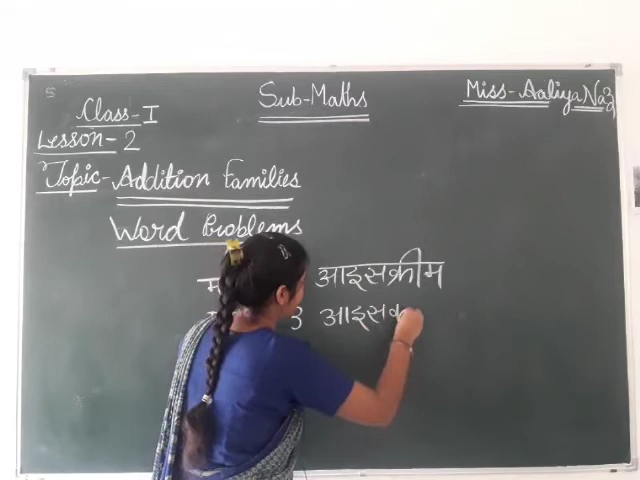 Sub-Maths
Miss-Aaliya Naz
Class-I
Lesson-2
Topic-Addition Families
Word Problems
आइसक्रीम
3 आइसक